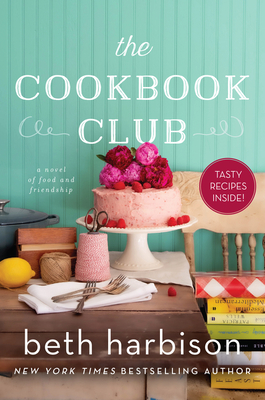 the
COOKBOOK
CLUB
a novel
of food and
friendship
TASTY
RECIPES
INSIDE!
beth harbison
NEW YORK TIMES BESTSELLING AUTHOR